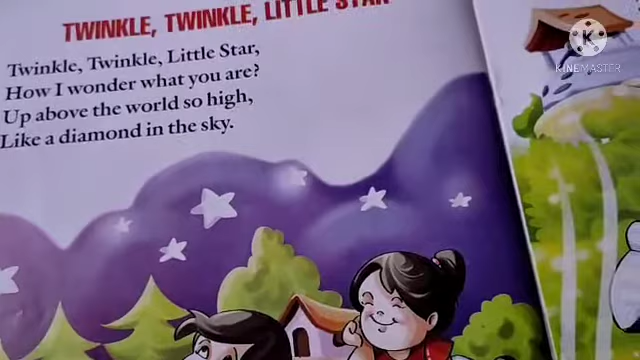 TWINKLE, TWINKLE, LITTLE STAR
Twinkle, Twinkle, Little Star,
How I wonder what you are?
Up above the world so high,
Like a diamond in the sky.
K
KINEMASTER